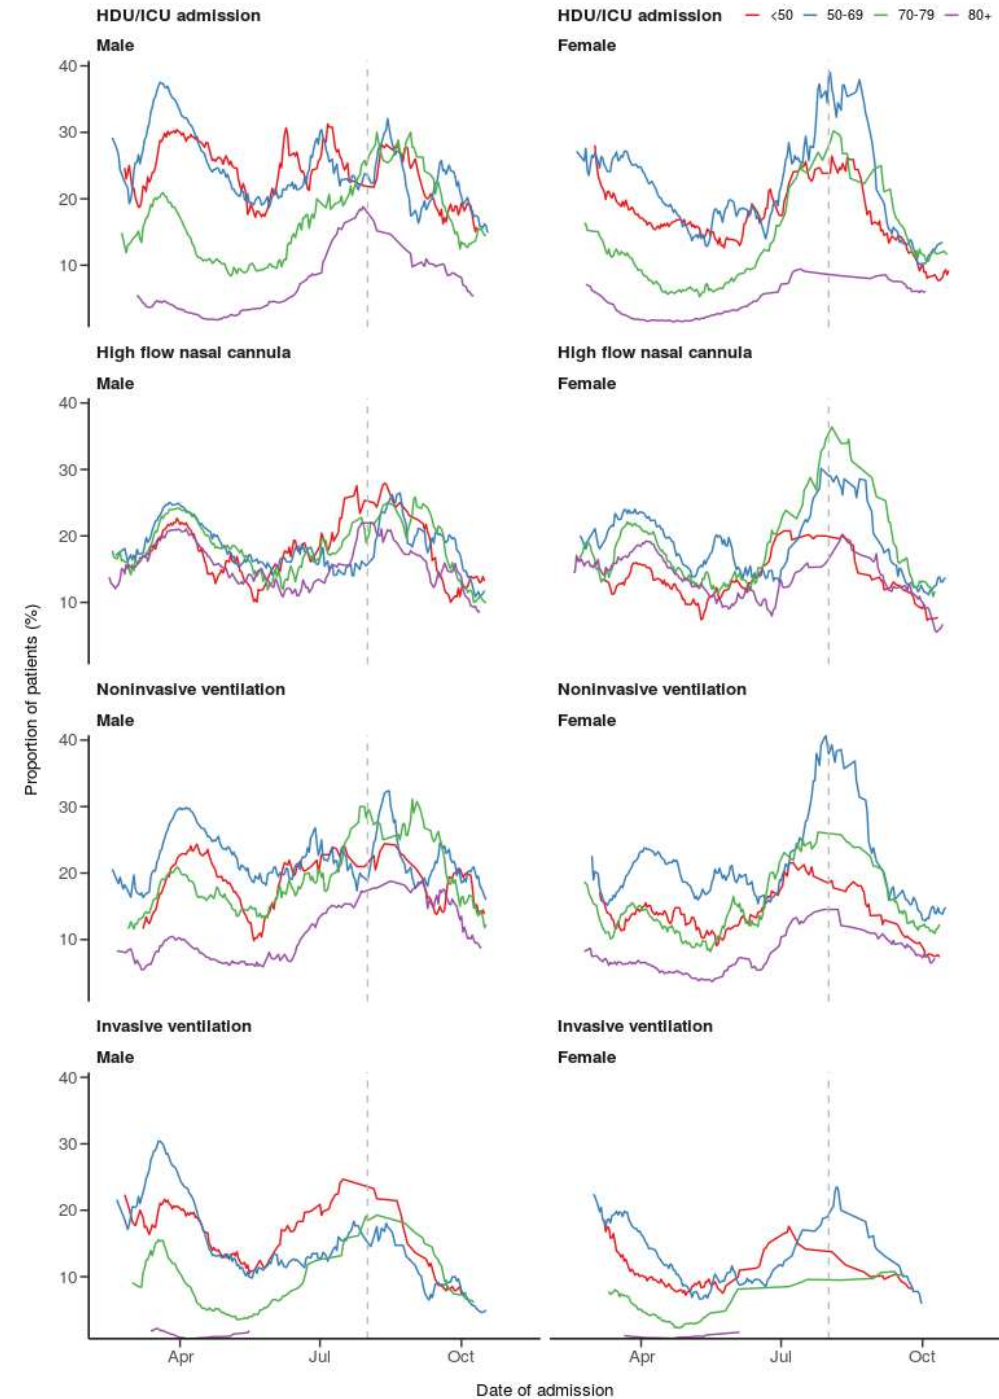 HDU/ICU admission
Male
HDU/ICU admission
Female
<50 50-69 70-79 80+
40
30
20
10
High flow nasal cannula
Male
High flow nasal cannula
Female
40
30
20
10
Noninvasive ventilation
Male
Noninvasive ventilation
Female
40
30
20
10
Invasive ventilation
Male
Invasive ventilation
Female
40
30
20
10
Proportion of patients (%)
Apr Jul Oct
Apr Jul Oct
Date of admission